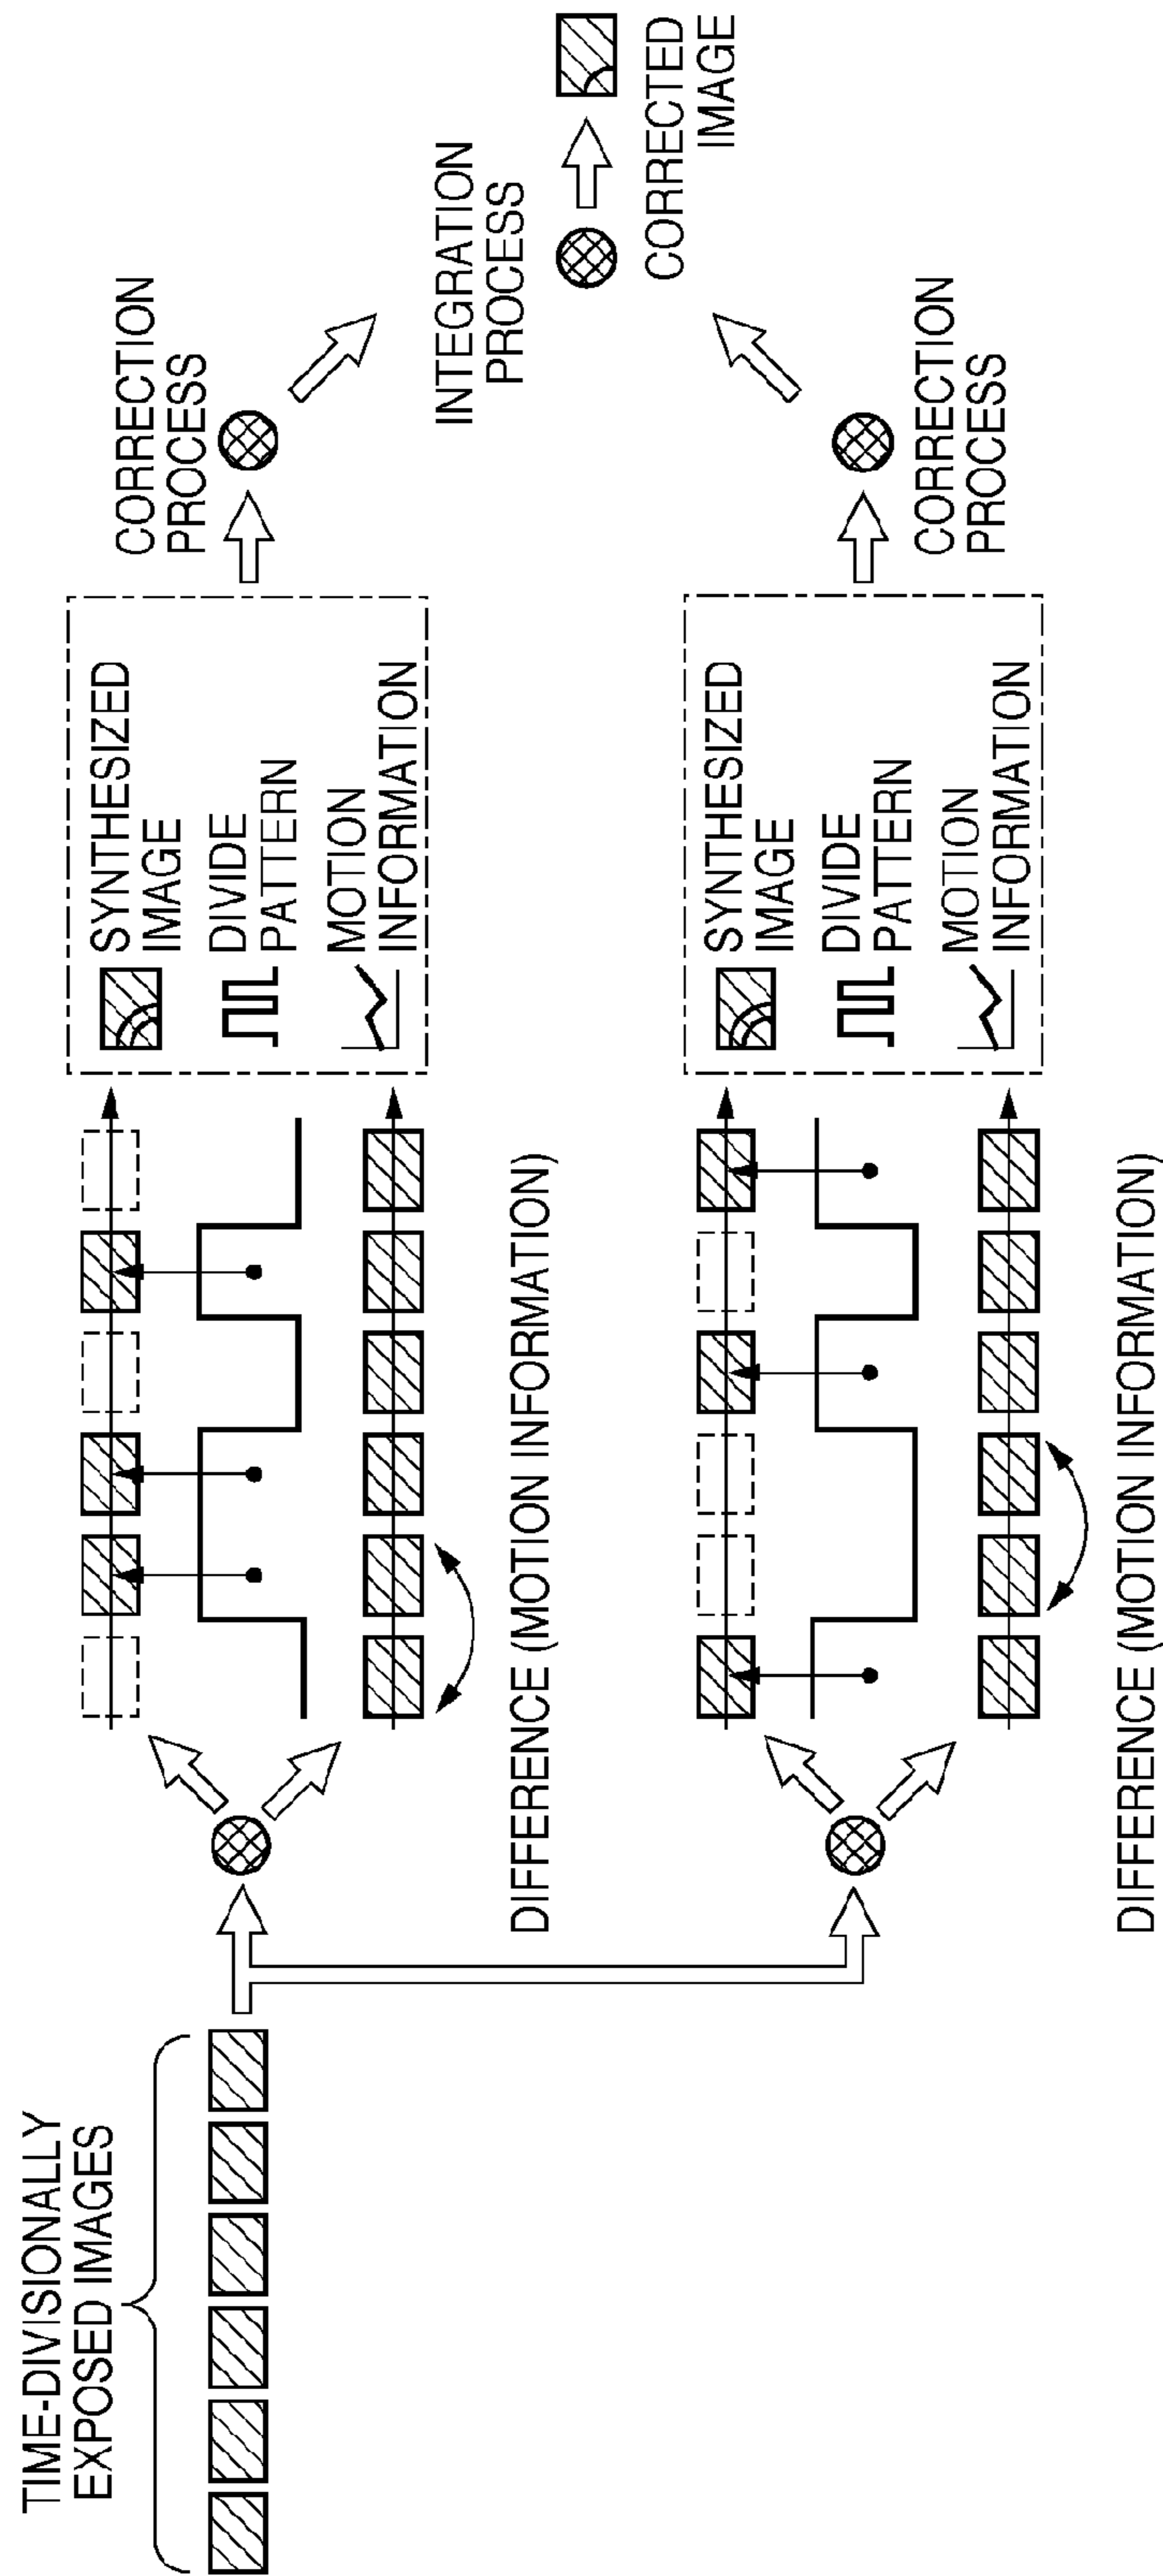 TIME-DIVISIONALLY
EXPOSED IMAGES
DIFFERENCE (MOTION INFORMATION)
SYNTHESIZED
IMAGE
DIVIDE
PATTERN
MOTION
INFORMATION
CORRECTION
PROCESS
DIFFERENCE (MOTION INFORMATION)
SYNTHESIZED
IMAGE
DIVIDE
PATTERN
MOTION
INFORMATION
CORRECTION
PROCESS
INTEGRATION
PROCESS
CORRECTED
IMAGE